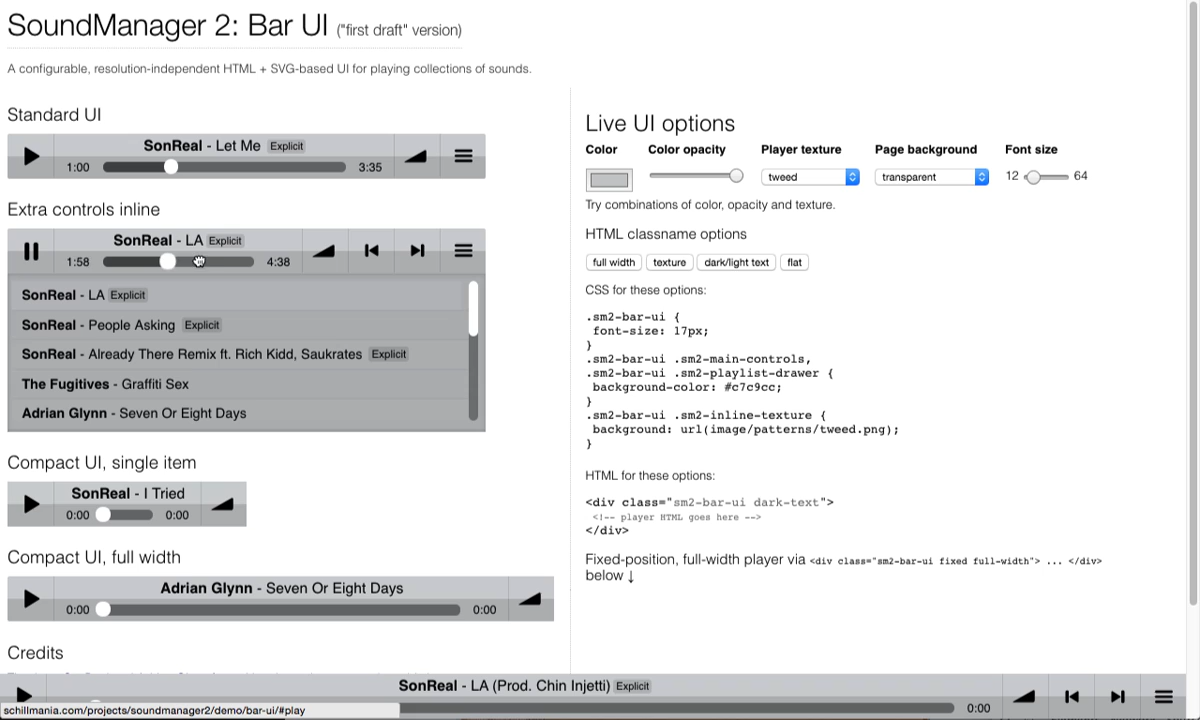 SoundManager 2: Bar UI ("first draft" version)
A configurable, resolution-independent HTML + SVG-based UI for playing collections of sounds.
Standard UI
SonReal - Let Me Explicit
1:00 3:35
Extra controls inline
SonReal - LA Explicit
1:58 4:38
SonReal - LA Explicit
SonReal - People Asking Explicit
SonReal - Already There Remix ft. Rich Kidd, Saukrates Explicit
The Fugitives - Graffiti Sex
Adrian Glynn - Seven Or Eight Days
Compact UI, single item
SonReal - I Tried
0:00 0:00
Compact UI, full width
Adrian Glynn - Seven Or Eight Days
0:00 0:00
Credits
Live UI options
Color Color opacity Player texture Page background Font size
tweed transparent 12 64
Try combinations of color, opacity and texture.
HTML classname options
full width texture dark/light text flat
CSS for these options:
.sm2-bar-ui {
font-size: 17px;
}
.sm2-bar-ui .sm2-main-controls,
.sm2-bar-ui .sm2-playlist-drawer {
background-color: #c7c9cc;
}
.sm2-bar-ui .sm2-inline-texture {
background: url(image/patterns/tweed.png);
}
HTML for these options:
<div class="sm2-bar-ui dark-text">
<!-- player HTML goes here -->
</div>
Fixed-position, full-width player via <div class="sm2-bar-ui fixed full-width"> ... </div>
below ↓
SonReal - LA (Prod. Chin Injetti) Explicit
0:00
schillmania.com/projects/soundmanager2/demo/bar-ui/#play